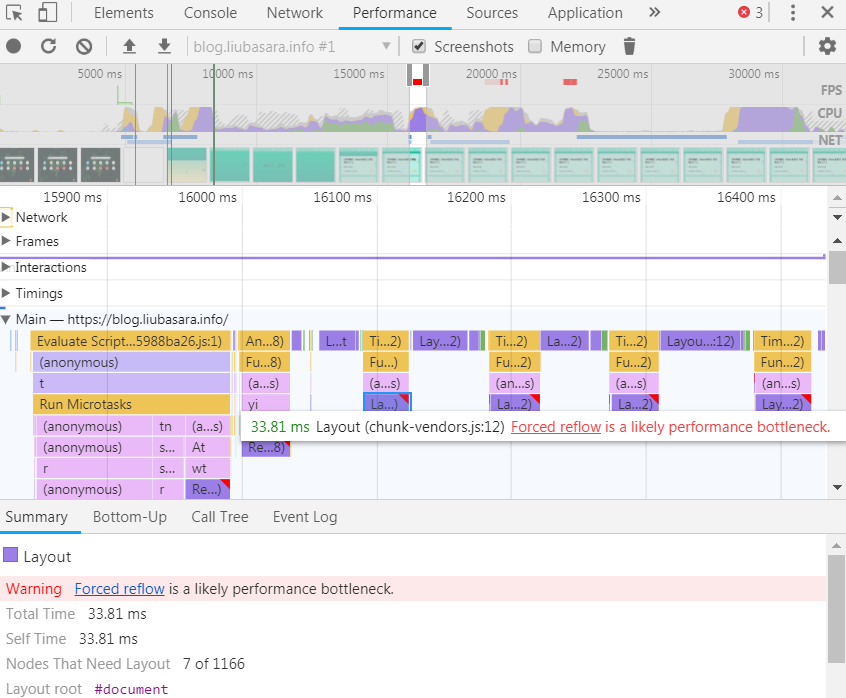 Elements Console Network Performance Sources Application » 3
blog.liubasara.info #1 Screenshots Memory
5000 ms 10000 ms 15000 ms 20000 ms 25000 ms 30000 ms
FPS
CPU
NET
15900 ms 16000 ms 16100 ms 16200 ms 16300 ms 16400 ms
Network
Frames
Interactions
Timings
Main — https://blog.liubasara.info/
Evaluate Script...5988ba26.js:1) An...8) L...t Ti...2) Lay...2) Ti...2) La...2) Ti...2) Layou...:12) Tim...2)
(anonymous) Fu...8) Fu...) Fu...2) Fu...2) Fun...2)
t (a...s) (a...s) (an...s) (a...s) (an...s)
Run Microtasks yi La...) La...2) La...2) Lay...2)
(anonymous) tn (a...s) 33.81 ms Layout (chunk-vendors.js:12) Forced reflow is a likely performance bottleneck.
(anonymous) s... At Re...8)
r s... wt
(anonymous) r Re...)
Summary Bottom-Up Call Tree Event Log
Layout
Warning Forced reflow is a likely performance bottleneck.
Total Time 33.81 ms
Self Time 33.81 ms
Nodes That Need Layout 7 of 1166
Layout root #document